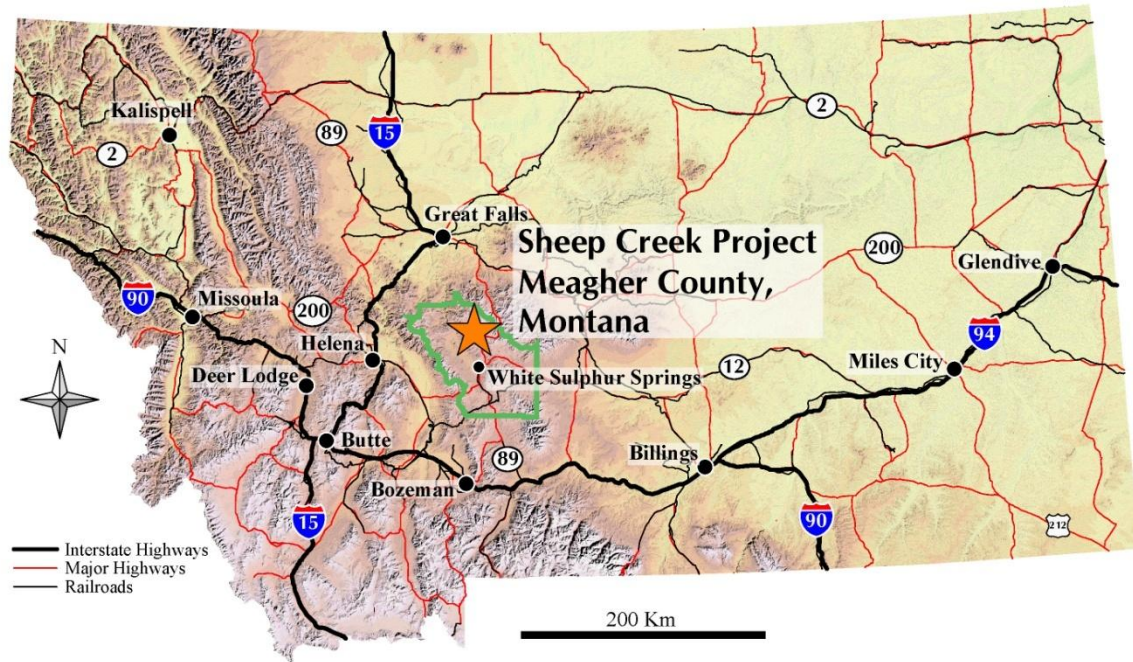 Kalispell
2
89
15
2
Great Falls
Sheep Creek Project
Meagher County,
Montana
200
Glendive
90
Missoula
200
94
Helena
N
Deer Lodge
White Sulphur Springs
12
Miles City
Butte
89
Billings
Bozeman
15
90
212
Interstate Highways
Major Highways
Railroads
200 Km